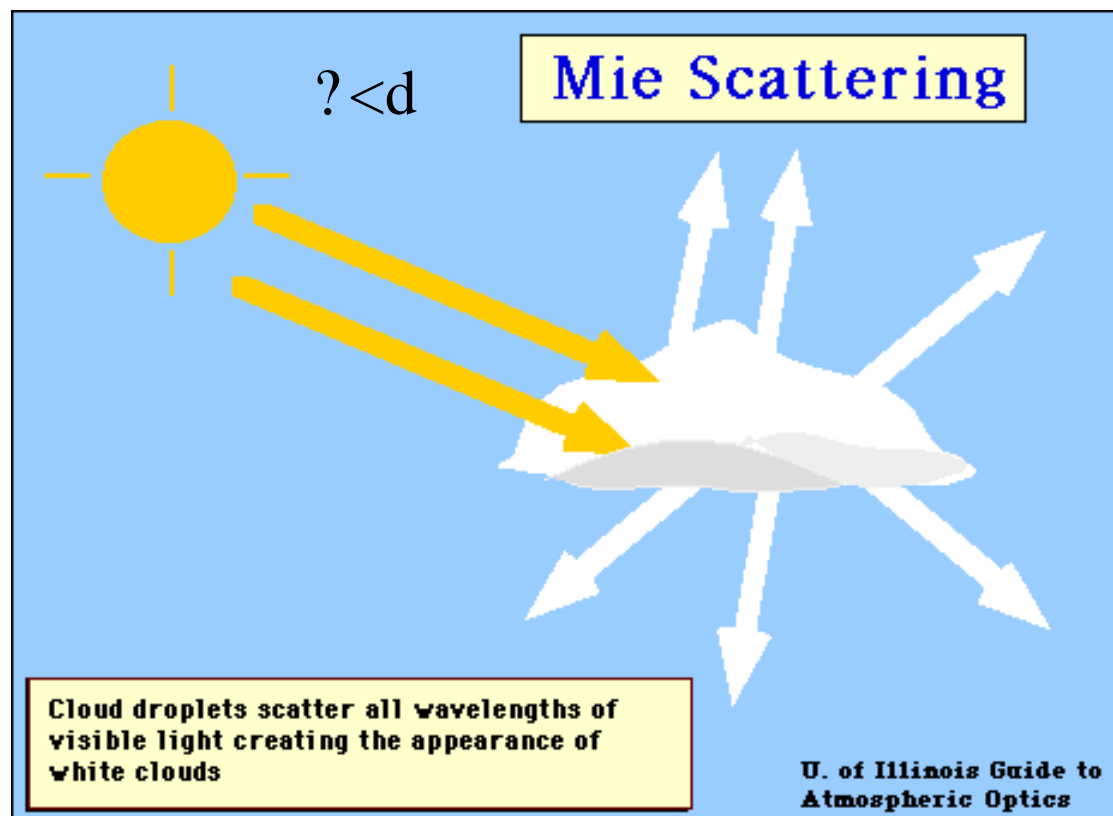 ?<d
Mie Scattering
Cloud droplets scatter all wavelengths of
visible light creating the appearance of
white clouds
U. of Illinois Guide to
Atmospheric Optics